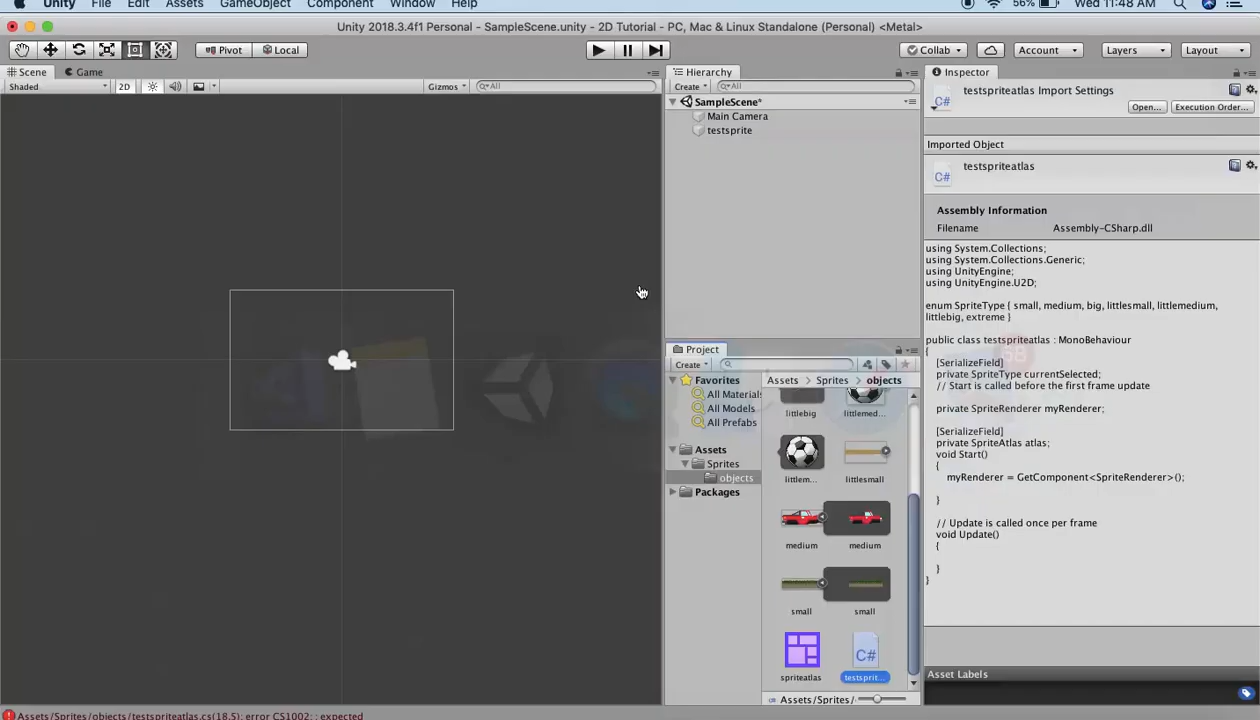 Unity File Edit Assets GameObject Component Window Help 56% Wed 11:48 AM
Unity 2018.3.4f1 Personal - SampleScene.unity - 2D Tutorial - PC, Mac & Linux Standalone (Personal) <Metal>
Pivot Local Collab Account Layers Layout
Scene Game
Shaded 2D Gizmos All
Hierarchy
Create All
SampleScene*
Main Camera
testsprite
Project
Create
Favorites
All Materials
All Models
All Prefabs
Assets
Sprites
objects
Packages
Assets Sprites objects
littlebig littlemed...
littlem... littlesmall
medium medium
small small
spriteatlas testsprit...
Assets/Sprites/
Inspector
testspriteatlas Import Settings
Open... Execution Order...
Imported Object
testspriteatlas
Assembly Information
Filename Assembly-CSharp.dll
using System.Collections;
using System.Collections.Generic;
using UnityEngine;
using UnityEngine.U2D;
enum SpriteType { small, medium, big, littlesmall, littlemedium,
littlebig, extreme }
public class testspriteatlas : MonoBehaviour
{
[SerializeField]
private SpriteType currentSelected;
// Start is called before the first frame update
private SpriteRenderer myRenderer;
[SerializeField]
private SpriteAtlas atlas;
void Start()
{
myRenderer = GetComponent<SpriteRenderer>();
}
// Update is called once per frame
void Update()
{
}
}
Asset Labels
Assets/Sprites/objects/testspriteatlas.cs(18,5): error CS1002: ; expected